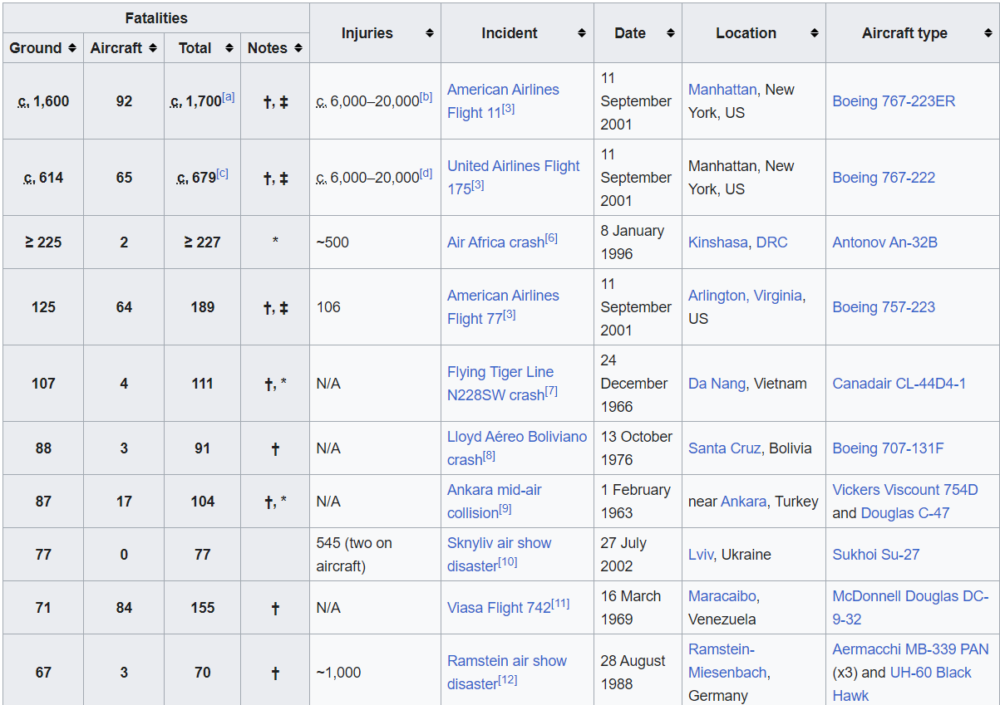 Fatalities
Injuries Incident Date Location Aircraft type
Ground Aircraft Total Notes
c. 1,600 92 c. 1,700[a] †, ‡ c. 6,000–20,000[b] American Airlines Flight 11[3] 11 September 2001 Manhattan, New York, US Boeing 767-223ER
c. 614 65 c. 679[c] †, ‡ c. 6,000–20,000[d] United Airlines Flight 175[3] 11 September 2001 Manhattan, New York, US Boeing 767-222
≥ 225 2 ≥ 227 * ~500 Air Africa crash[6] 8 January 1996 Kinshasa, DRC Antonov An-32B
125 64 189 †, ‡ 106 American Airlines Flight 77[3] 11 September 2001 Arlington, Virginia, US Boeing 757-223
107 4 111 †, * N/A Flying Tiger Line N228SW crash[7] 24 December 1966 Da Nang, Vietnam Canadair CL-44D4-1
88 3 91 † N/A Lloyd Aéreo Boliviano crash[8] 13 October 1976 Santa Cruz, Bolivia Boeing 707-131F
87 17 104 †, * N/A Ankara mid-air collision[9] 1 February 1963 near Ankara, Turkey Vickers Viscount 754D and Douglas C-47
77 0 77 545 (two on aircraft) Sknyliv air show disaster[10] 27 July 2002 Lviv, Ukraine Sukhoi Su-27
71 84 155 † N/A Viasa Flight 742[11] 16 March 1969 Maracaibo, Venezuela McDonnell Douglas DC-9-32
67 3 70 † ~1,000 Ramstein air show disaster[12] 28 August 1988 Ramstein-Miesenbach, Germany Aermacchi MB-339 PAN (x3) and UH-60 Black Hawk